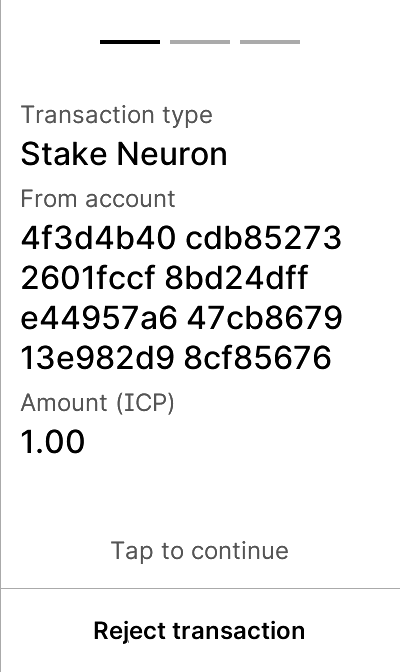 Transaction type
Stake Neuron
From account
4f3d4b40 cdb85273
2601fccf 8bd24dff
e44957a6 47cb8679
13e982d9 8cf85676
Amount (ICP)
1.00
Tap to continue
Reject transaction